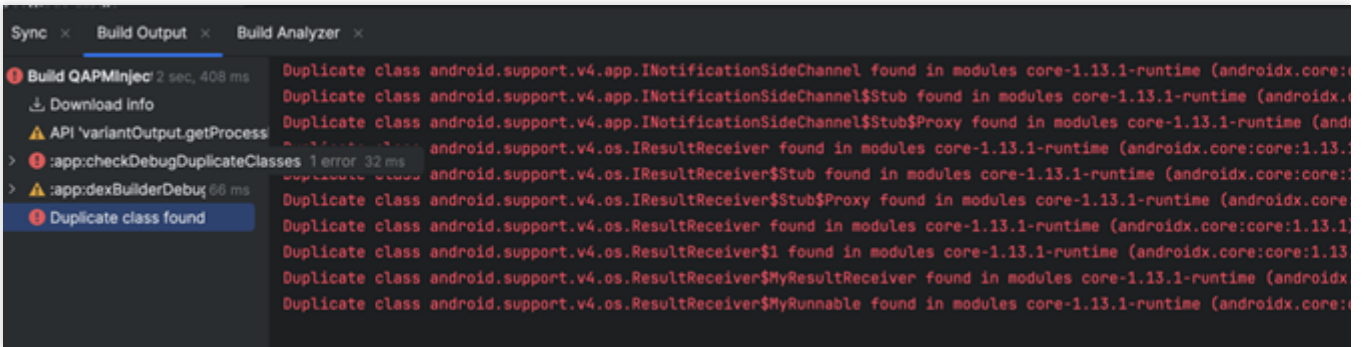 Sync × Build Output × Build Analyzer ×
Build QAPMInjec 2 sec, 408 ms
Download info
API 'variantOutput.getProcess
:app:checkDebugDuplicateClasses 1 error 32 ms
:app:dexBuilderDebug 66 ms
Duplicate class found
Duplicate class android.support.v4.app.INotificationSideChannel found in modules core-1.13.1-runtime (androidx.core:
Duplicate class android.support.v4.app.INotificationSideChannel$Stub found in modules core-1.13.1-runtime (androidx.
Duplicate class android.support.v4.app.INotificationSideChannel$Stub$Proxy found in modules core-1.13.1-runtime (and
android.support.v4.os.IResultReceiver found in modules core-1.13.1-runtime (androidx.core:core:1.13.
Duplicate class android.support.v4.os.IResultReceiver$Stub found in modules core-1.13.1-runtime (androidx.core:core:
Duplicate class android.support.v4.os.IResultReceiver$Stub$Proxy found in modules core-1.13.1-runtime (androidx.core
Duplicate class android.support.v4.os.ResultReceiver found in modules core-1.13.1-runtime (androidx.core:core:1.13.1)
Duplicate class android.support.v4.os.ResultReceiver$1 found in modules core-1.13.1-runtime (androidx.core:core:1.13
Duplicate class android.support.v4.os.ResultReceiver$MyResultReceiver found in modules core-1.13.1-runtime (androidx
Duplicate class android.support.v4.os.ResultReceiver$MyRunnable found in modules core-1.13.1-runtime (androidx.core: